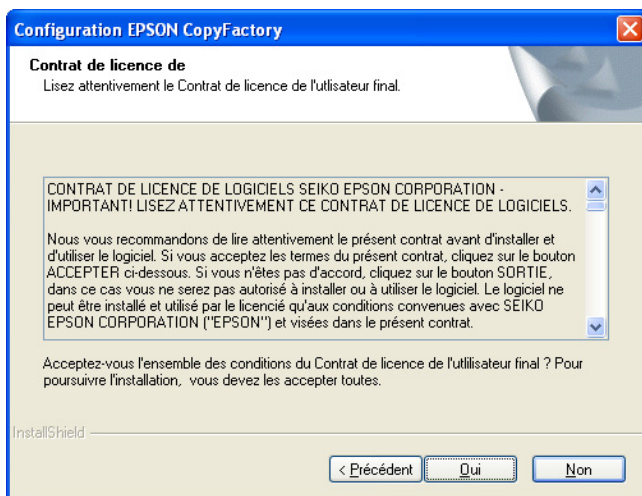 Configuration EPSON CopyFactory
Contrat de licence de
Lisez attentivement le Contrat de licence de l'utlisateur final.
CONTRAT DE LICENCE DE LOGICIELS SEIKO EPSON CORPORATION -
IMPORTANT! LISEZ ATTENTIVEMENT CE CONTRAT DE LICENCE DE LOGICIELS.
Nous vous recommandons de lire attentivement le présent contrat avant d'installer et
d'utiliser le logiciel. Si vous acceptez les termes du présent contrat, cliquez sur le bouton
ACCEPTER ci-dessous. Si vous n'êtes pas d'accord, cliquez sur le bouton SORTIE,
dans ce cas vous ne serez pas autorisé à installer ou à utiliser le logiciel. Le logiciel ne
peut être installé et utilisé par le licencié qu'aux conditions convenues avec SEIKO
EPSON CORPORATION ("EPSON") et visées dans le présent contrat.
Acceptez-vous l'ensemble des conditions du Contrat de licence de l'utlilisateur final ? Pour
poursuivre l'installation, vous devez les accepter toutes.
InstallShield
< Précédent Oui Non